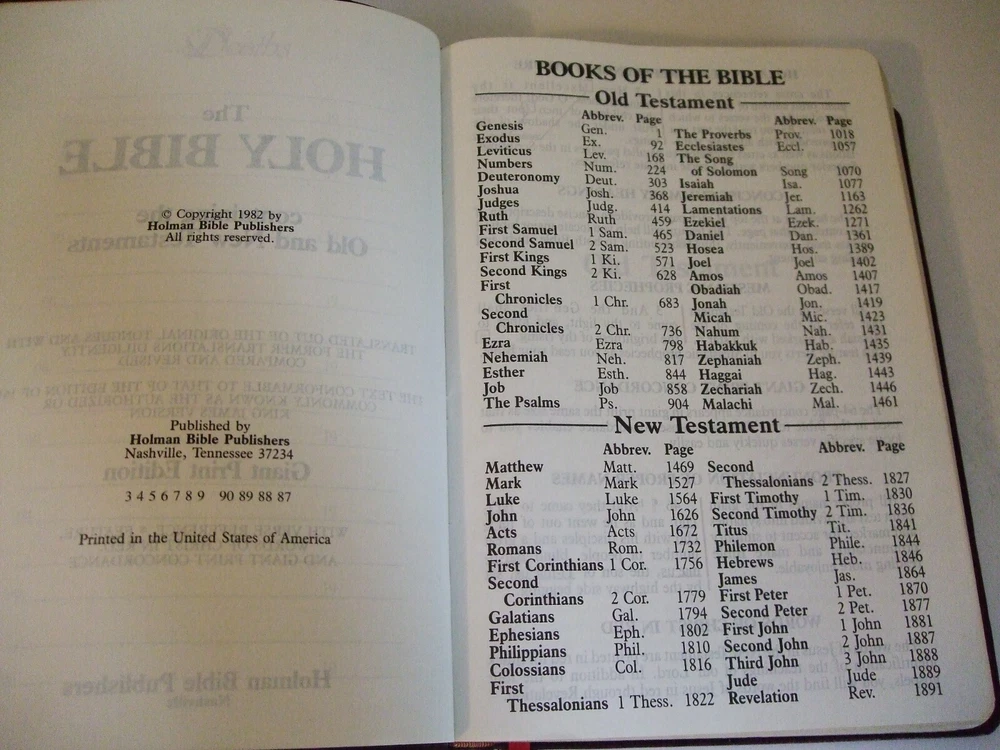 © Copyright 1982 by
Holman Bible Publishers
All rights reserved.
Published by
Holman Bible Publishers
Nashville, Tennessee 37234
3 4 5 6 7 8 9 90 89 88 87
Printed in the United States of America
BOOKS OF THE BIBLE
Old Testament
Abbrev. Page
Genesis Gen. 1
Exodus Ex. 92
Leviticus Lev. 168
Numbers Num. 224
Deuteronomy Deut. 303
Joshua Josh. 368
Judges Judg. 414
Ruth Ruth 459
First Samuel 1 Sam. 465
Second Samuel 2 Sam. 523
First Kings 1 Ki. 571
Second Kings 2 Ki. 628
First
Chronicles 1 Chr. 683
Second
Chronicles 2 Chr. 736
Ezra Ezra 798
Nehemiah Neh. 817
Esther Esth. 844
Job Job 858
The Psalms Ps. 904
Abbrev. Page
The Proverbs Prov. 1018
Ecclesiastes Eccl. 1057
The Song
of Solomon Song 1070
Isaiah Isa. 1077
Jeremiah Jer. 1163
Lamentations Lam. 1262
Ezekiel Ezek. 1271
Daniel Dan. 1361
Hosea Hos. 1389
Joel Joel 1402
Amos Amos 1407
Obadiah Obad. 1417
Jonah Jon. 1419
Micah Mic. 1423
Nahum Nah. 1431
Habakkuk Hab. 1435
Zephaniah Zeph. 1439
Haggai Hag. 1443
Zechariah Zech. 1446
Malachi Mal. 1461
New Testament
Abbrev. Page
Matthew Matt. 1469
Mark Mark 1527
Luke Luke 1564
John John 1626
Acts Acts 1672
Romans Rom. 1732
First Corinthians 1 Cor. 1756
Second
Corinthians 2 Cor. 1779
Galatians Gal. 1794
Ephesians Eph. 1802
Philippians Phil. 1810
Colossians Col. 1816
First
Thessalonians 1 Thess. 1822
Abbrev. Page
Second
Thessalonians 2 Thess. 1827
First Timothy 1 Tim. 1830
Second Timothy 2 Tim. 1836
Titus Tit. 1841
Philemon Phile. 1844
Hebrews Heb. 1846
James Jas. 1864
First Peter 1 Pet. 1870
Second Peter 2 Pet. 1877
First John 1 John 1881
Second John 2 John 1887
Third John 3 John 1888
Jude Jude 1889
Revelation Rev. 1891